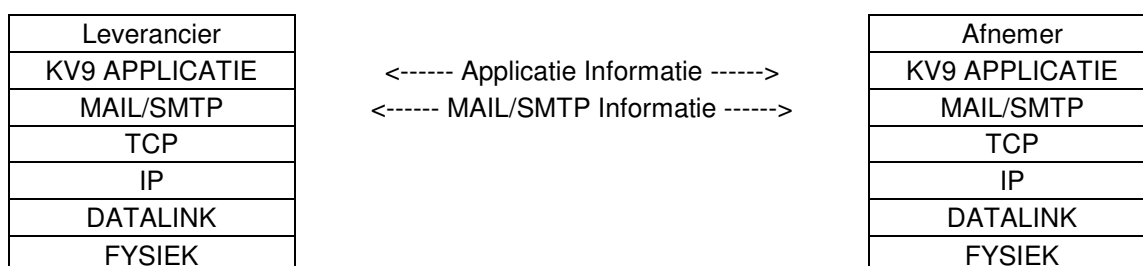 Leverancier Afnemer
KV9 APPLICATIE <------ Applicatie Informatie ------> KV9 APPLICATIE
MAIL/SMTP <------ MAIL/SMTP Informatie ------> MAIL/SMTP
TCP TCP
IP IP
DATALINK DATALINK
FYSIEK FYSIEK